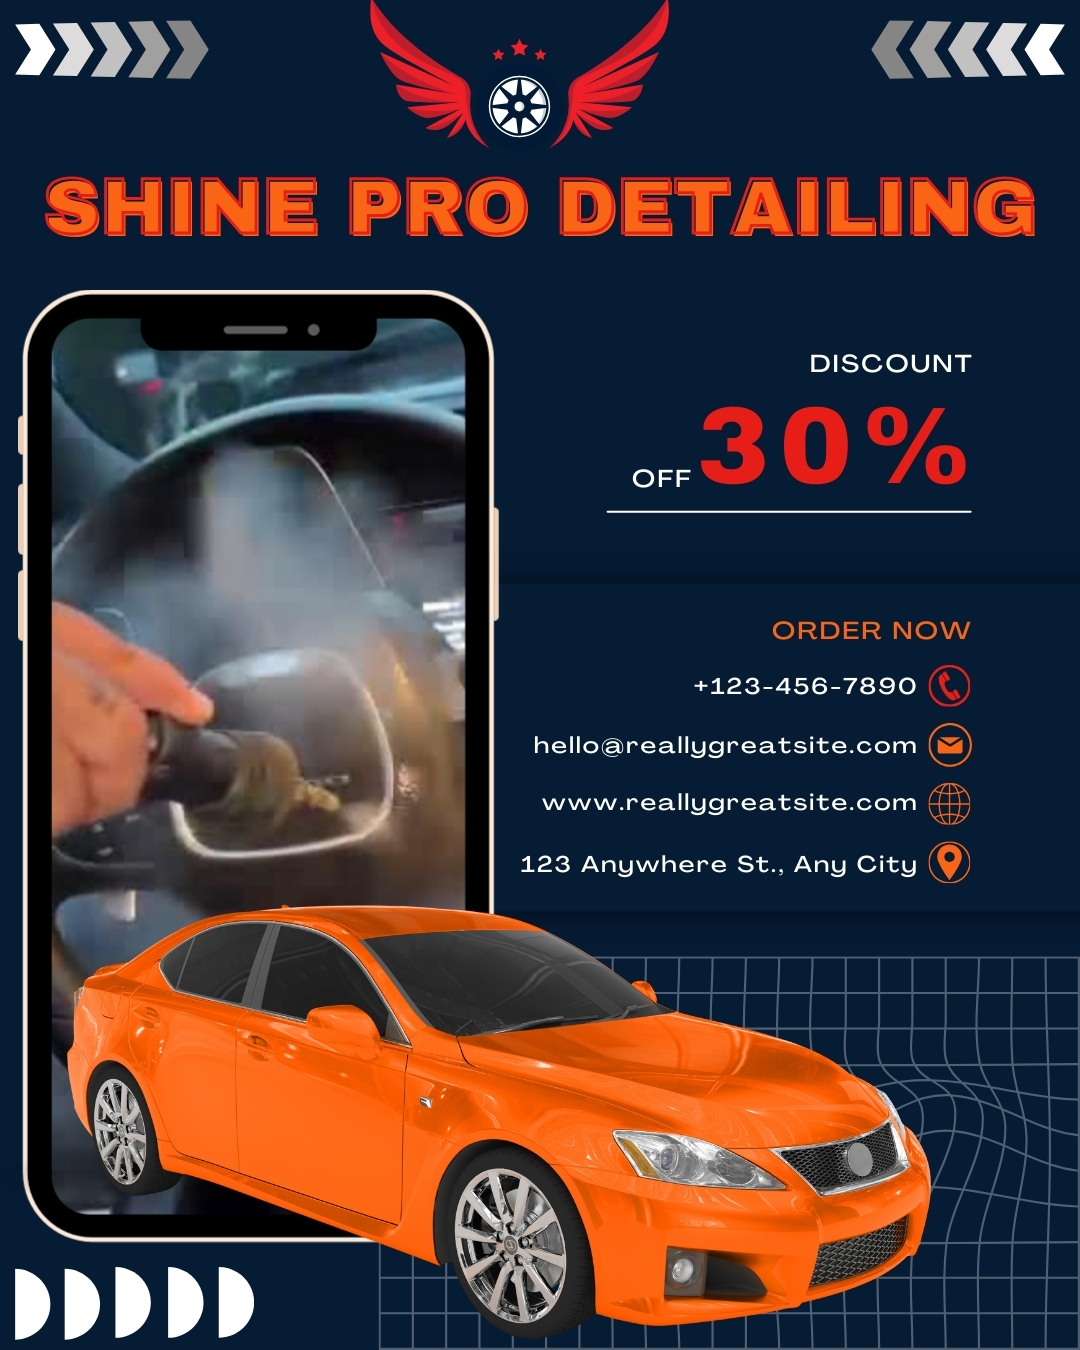 SHINE PRO DETAILING
DISCOUNT
OFF 30%
ORDER NOW
+123-456-7890
hello@reallygreatsite.com
www.reallygreatsite.com
123 Anywhere St., Any City